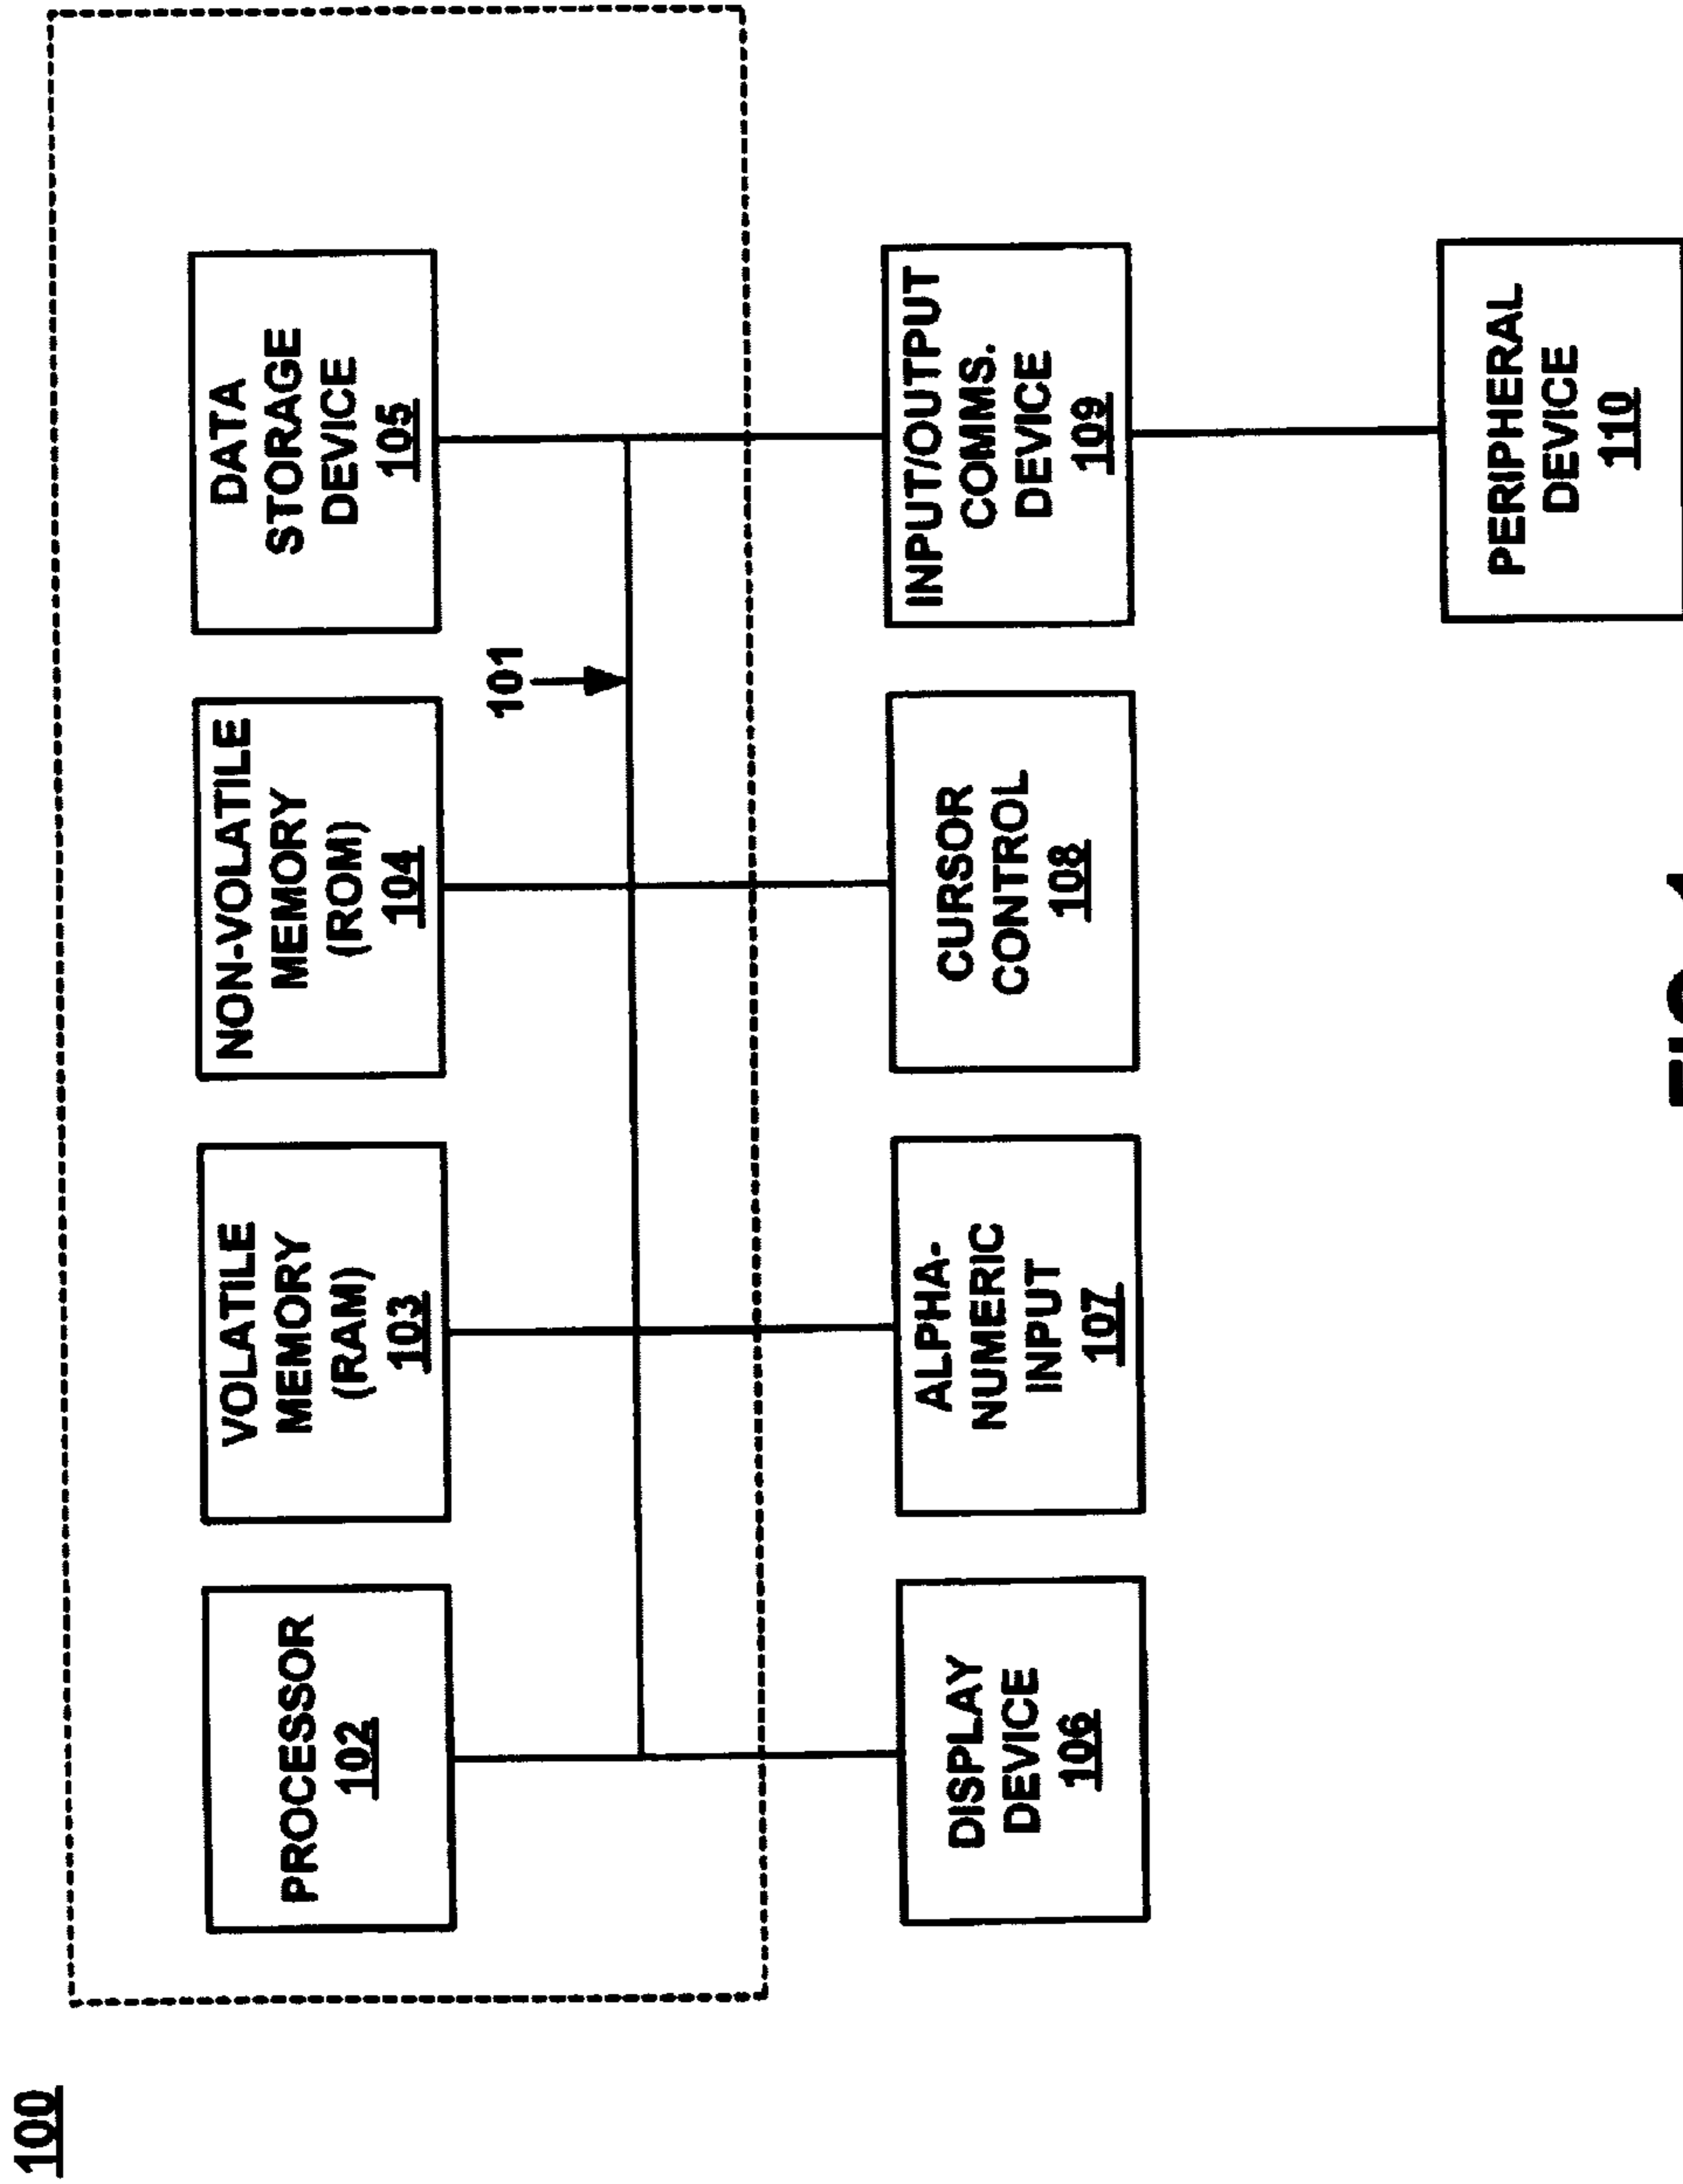 100
PROCESSOR
102
VOLATILE
MEMORY
(RAM)
103
NON-VOLATILE
MEMORY
(ROM)
104
DATA
STORAGE
DEVICE
105
101
DISPLAY
DEVICE
106
ALPHA-
NUMERIC
INPUT
107
CURSOR
CONTROL
108
INPUT/OUTPUT
COMMS.
DEVICE
109
PERIPHERAL
DEVICE
110